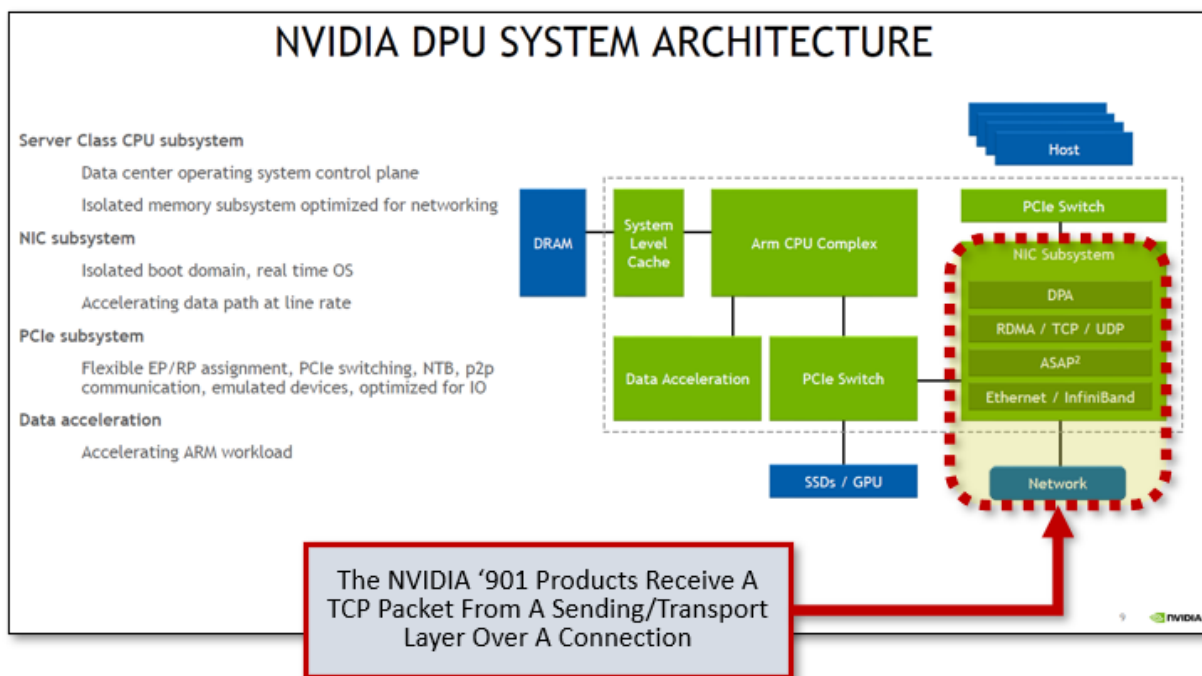 NVIDIA DPU SYSTEM ARCHITECTURE
Server Class CPU subsystem
Data center operating system control plane
Isolated memory subsystem optimized for networking
NIC subsystem
Isolated boot domain, real time OS
Accelerating data path at line rate
PCIe subsystem
Flexible EP/RP assignment, PCIe switching, NTB, p2p
communication, emulated devices, optimized for IO
Data acceleration
Accelerating ARM workload
Host
DRAM
System
Level
Cache
Arm CPU Complex
PCIe Switch
NIC Subsystem
DPA
RDMA / TCP / UDP
ASAP²
Ethernet / InfiniBand
Data Acceleration
PCIe Switch
SSDs / GPU
Network
The NVIDIA ‘901 Products Receive A
TCP Packet From A Sending/Transport
Layer Over A Connection
9
NVIDIA